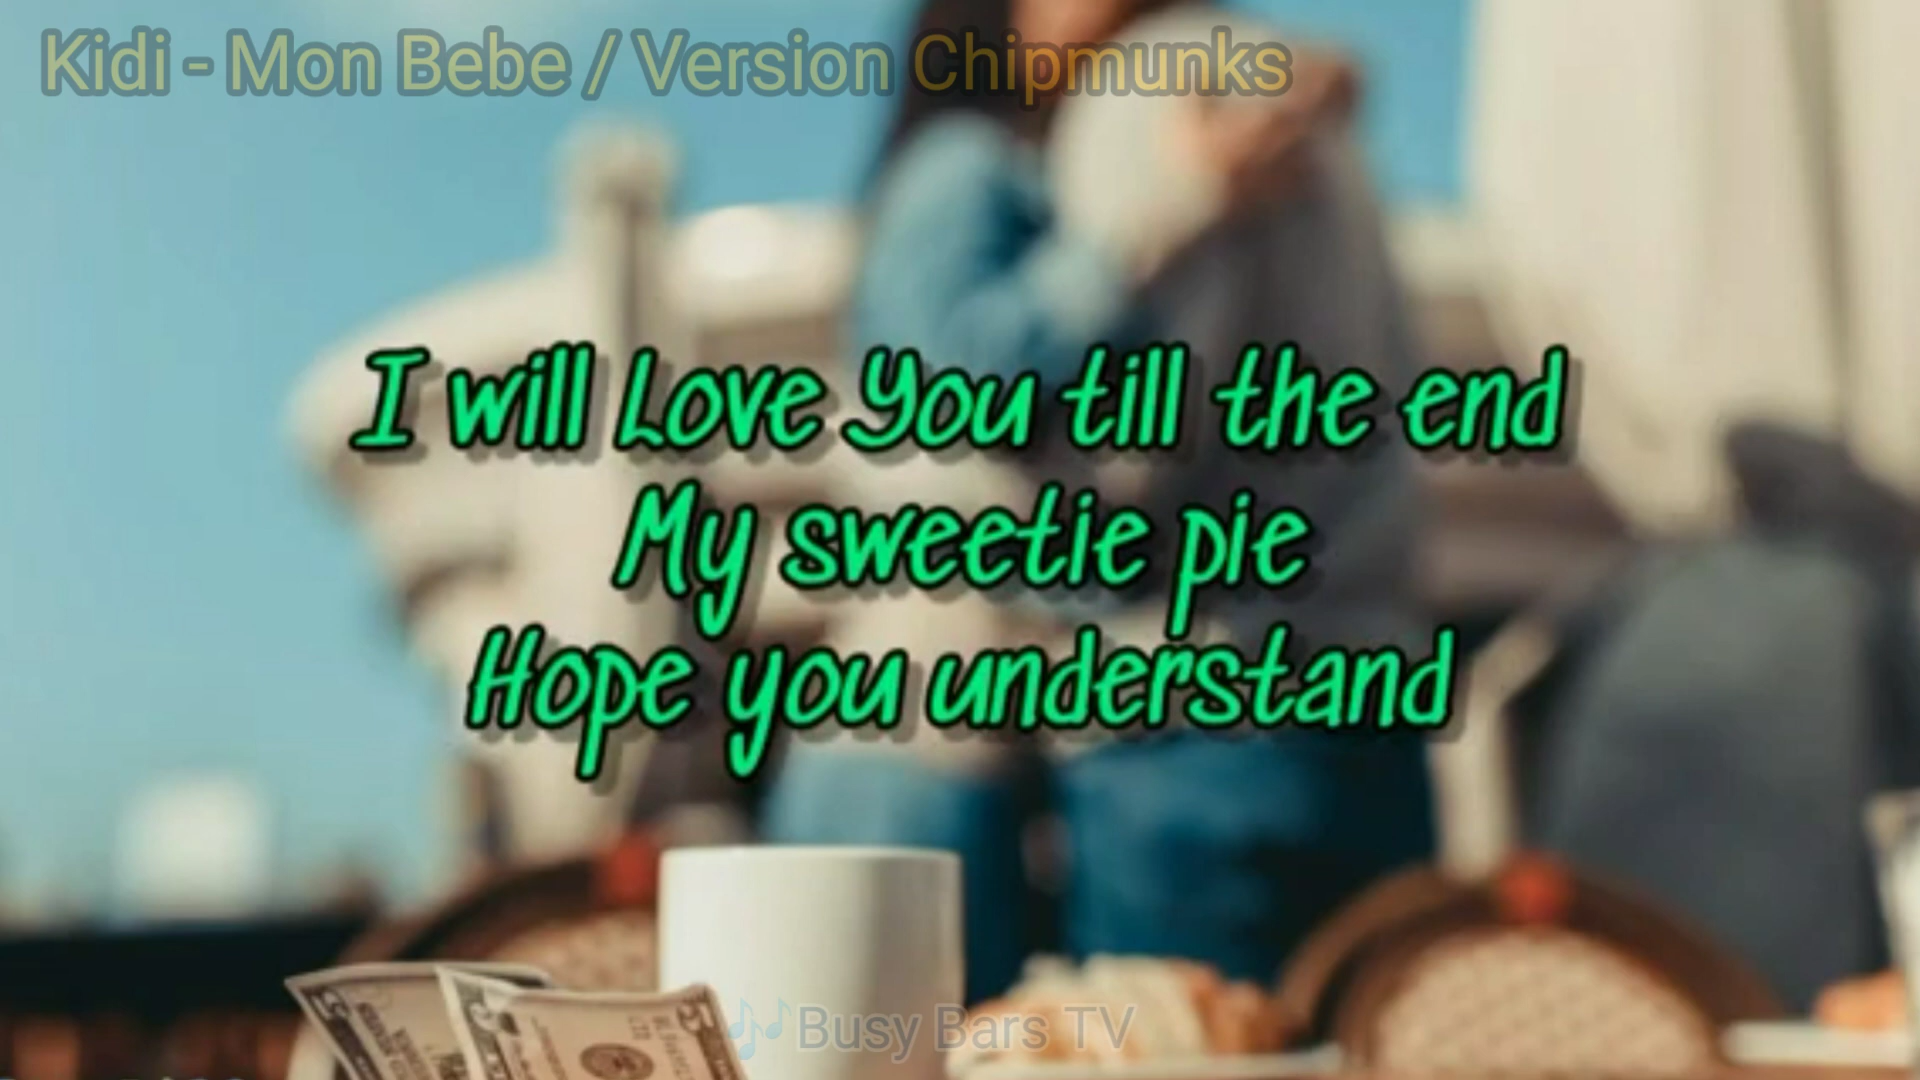 Kidi - Mon Bebe / Version Chipmunks
I will Love You till the end
My sweetie pie
Hope you understand
🎶Busy Bars TV